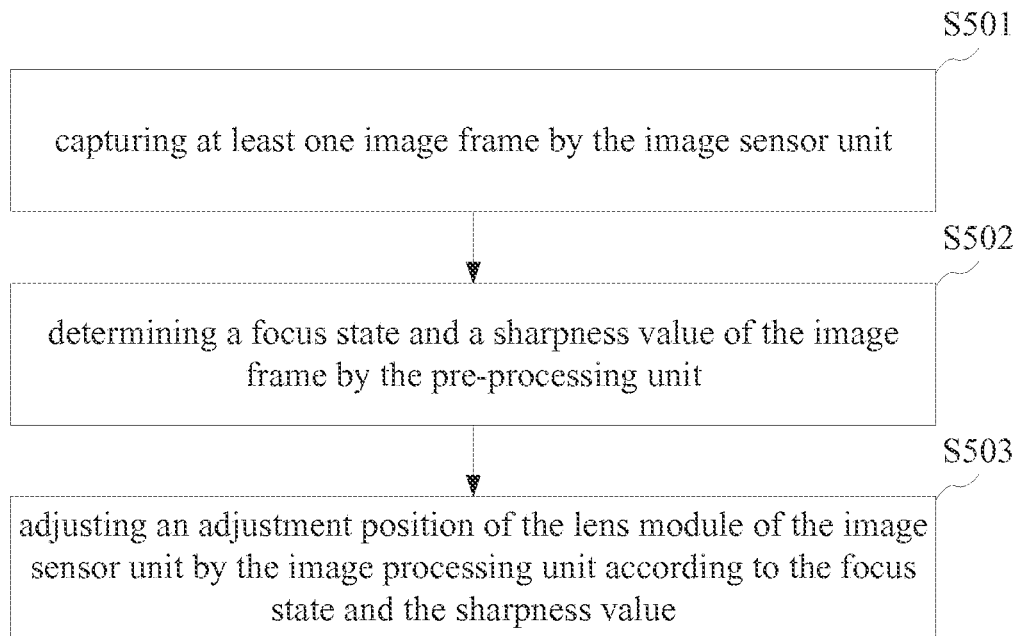 S501
capturing at least one image frame by the image sensor unit
S502
determining a focus state and a sharpness value of the image
frame by the pre-processing unit
S503
adjusting an adjustment position of the lens module of the image
sensor unit by the image processing unit according to the focus
state and the sharpness value